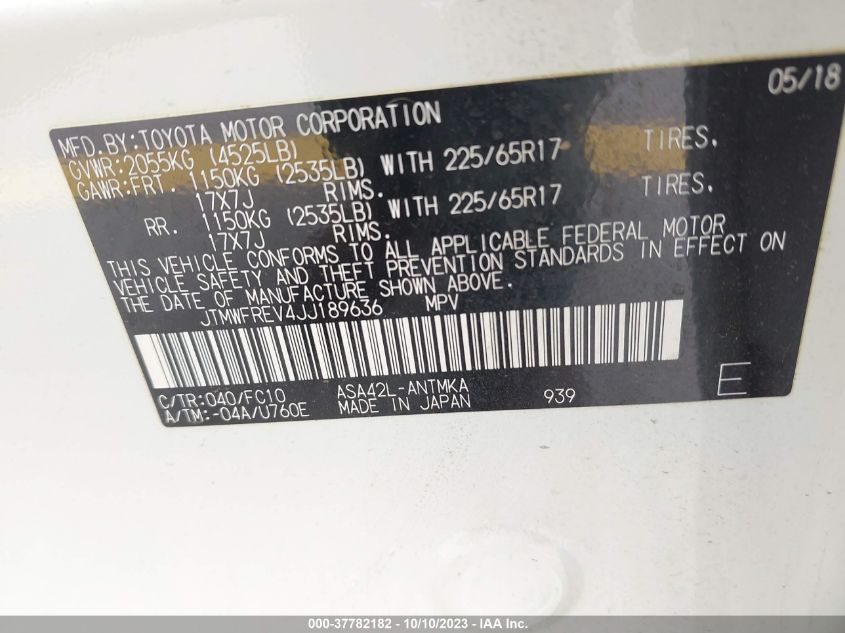 05/18
MFD.BY:TOYOTA MOTOR CORPORATION
GVWR:2055KG (4525LB)
GAWR:FRT. 1150KG (2535LB) WITH 225/65R17 TIRES.
17X7J RIMS.
RR. 1150KG (2535LB) WITH 225/65R17 TIRES.
17X7J RIMS.
THIS VEHICLE CONFORMS TO ALL APPLICABLE FEDERAL MOTOR
VEHICLE SAFETY AND THEFT PREVENTION STANDARDS IN EFFECT ON
THE DATE OF MANUFACTURE SHOWN ABOVE.
JTMWFREV4JJ189636 MPV
C/TR:040/FC10 ASA42L-ANTMKA
A/TM:-04A/U760E MADE IN JAPAN 939 E
000-37782182 - 10/10/2023 - IAA Inc.